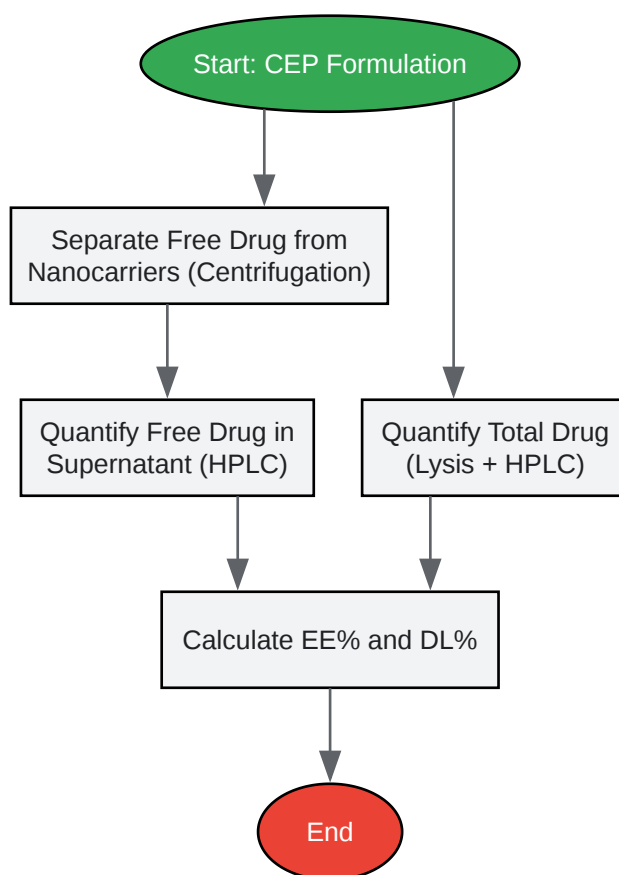 Start: CEP Formulation
Separate Free Drug from
Nanocarriers (Centrifugation)
Quantify Free Drug in
Supernatant (HPLC)
Quantify Total Drug
(Lysis + HPLC)
Calculate EE% and DL%
End